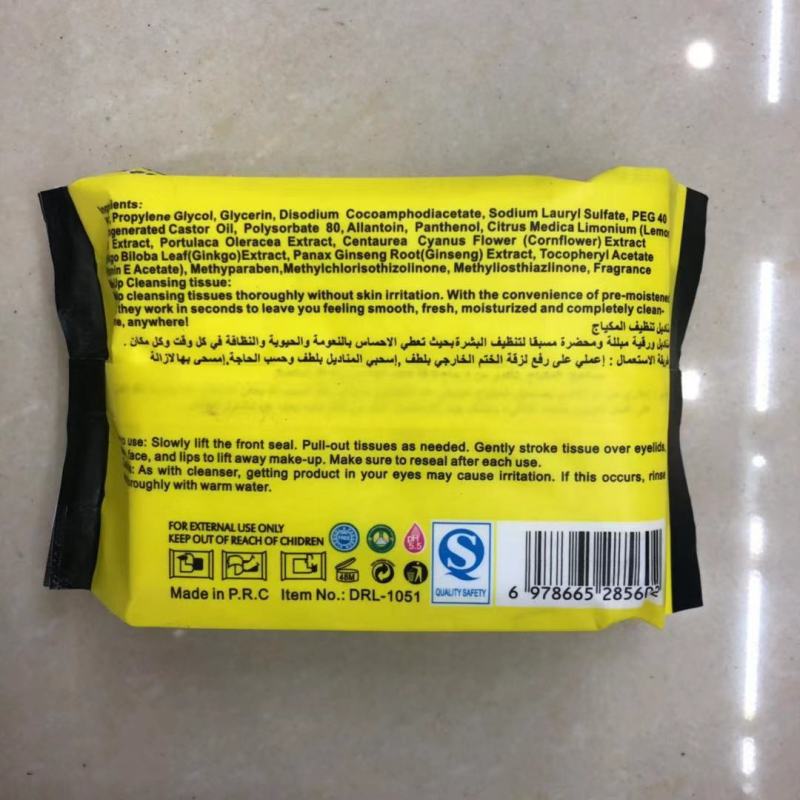 Propylene Glycol, Glycerin, Disodium Cocoamphodiacetate, Sodium Lauryl Sulfate, PEG 40
Castor Oil, Polysorbate 80, Allantoin, Panthenol, Citrus Medica Limonium
Extract, Portulaca Oleracea Extract, Centaurea Cyanus Flower (Cornflower) Extract
Biloba Leaf(Ginkgo)Extract, Panax Ginseng Root(Ginseng) Extract, Tocopheryl Acetate
E Acetate), Methyparaben,Methylchlorisothizolinone, Methyliosthiazlinone, Fragrance
Cleansing tissue:
cleansing tissues thoroughly without skin irritation. With the convenience of
they work in seconds to leave you feeling smooth, fresh, moisturized and completely clean-
anywhere!
تنظيف المكياج
ورقية مبللة ومحضرة مسبقا لتنظيف البشرة بحيث تعطي الاحساس بالنعومة والحيوية والنظافة في كل وقت وكل مكان .
الاستعمال : إعملي على رفع لزقة الختم الخارجي بلطف ,إسحبي المناديل بلطف وحسب الحاجة,إمسحى بها لازالة
use: Slowly lift the front seal. Pull-out tissues as needed. Gently stroke tissue over eyelids,
face, and lips to lift away make-up. Make sure to reseal after each use.
As with cleanser, getting product in your eyes may cause irritation. If this occurs, rinse
with warm water.
FOR EXTERNAL USE ONLY
KEEP OUT OF REACH OF CHIDREN
pH
5.5
48M
Made in P.R.C Item No.: DRL-1051
QUALITY SAFETY
6 978665